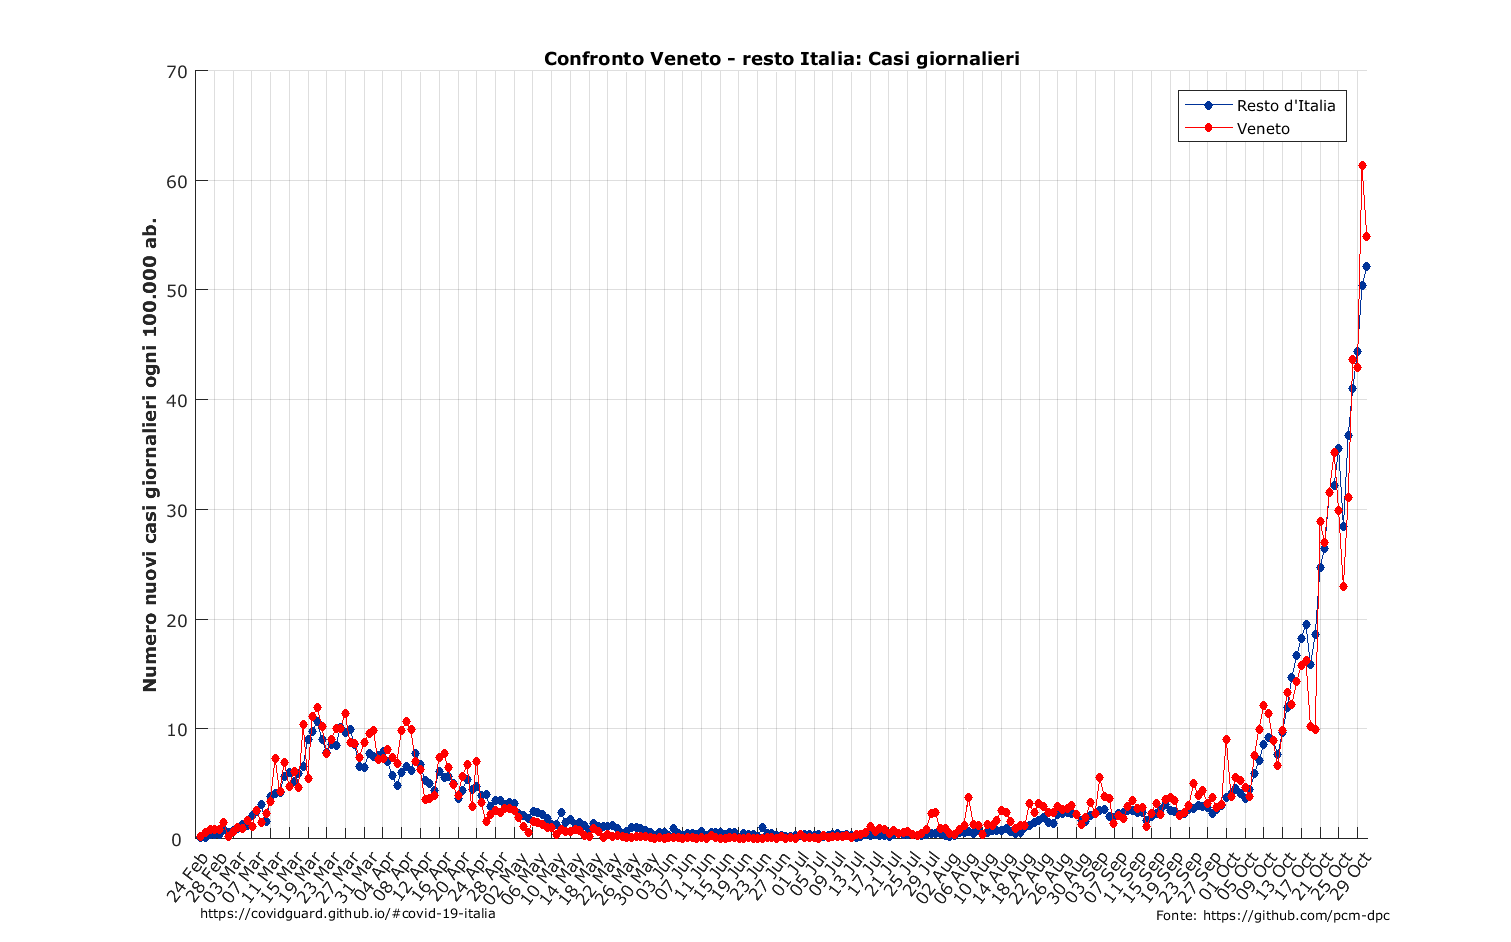 Confronto Veneto - resto Italia: Casi giornalieri
Resto d'Italia
Veneto
Numero nuovi casi giornalieri ogni 100.000 ab.
70
60
50
40
30
20
10
0
24 Feb
28 Feb
03 Mar
07 Mar
11 Mar
15 Mar
19 Mar
23 Mar
27 Mar
31 Mar
04 Apr
08 Apr
12 Apr
16 Apr
20 Apr
24 Apr
28 Apr
02 May
06 May
10 May
14 May
18 May
22 May
26 May
30 May
03 Jun
07 Jun
11 Jun
15 Jun
19 Jun
23 Jun
27 Jun
01 Jul
05 Jul
09 Jul
13 Jul
17 Jul
21 Jul
25 Jul
29 Jul
02 Aug
06 Aug
10 Aug
14 Aug
18 Aug
22 Aug
26 Aug
30 Aug
03 Sep
07 Sep
11 Sep
15 Sep
19 Sep
23 Sep
27 Sep
01 Oct
05 Oct
09 Oct
13 Oct
17 Oct
21 Oct
25 Oct
29 Oct
https://covidguard.github.io/#covid-19-italia
Fonte: https://github.com/pcm-dpc